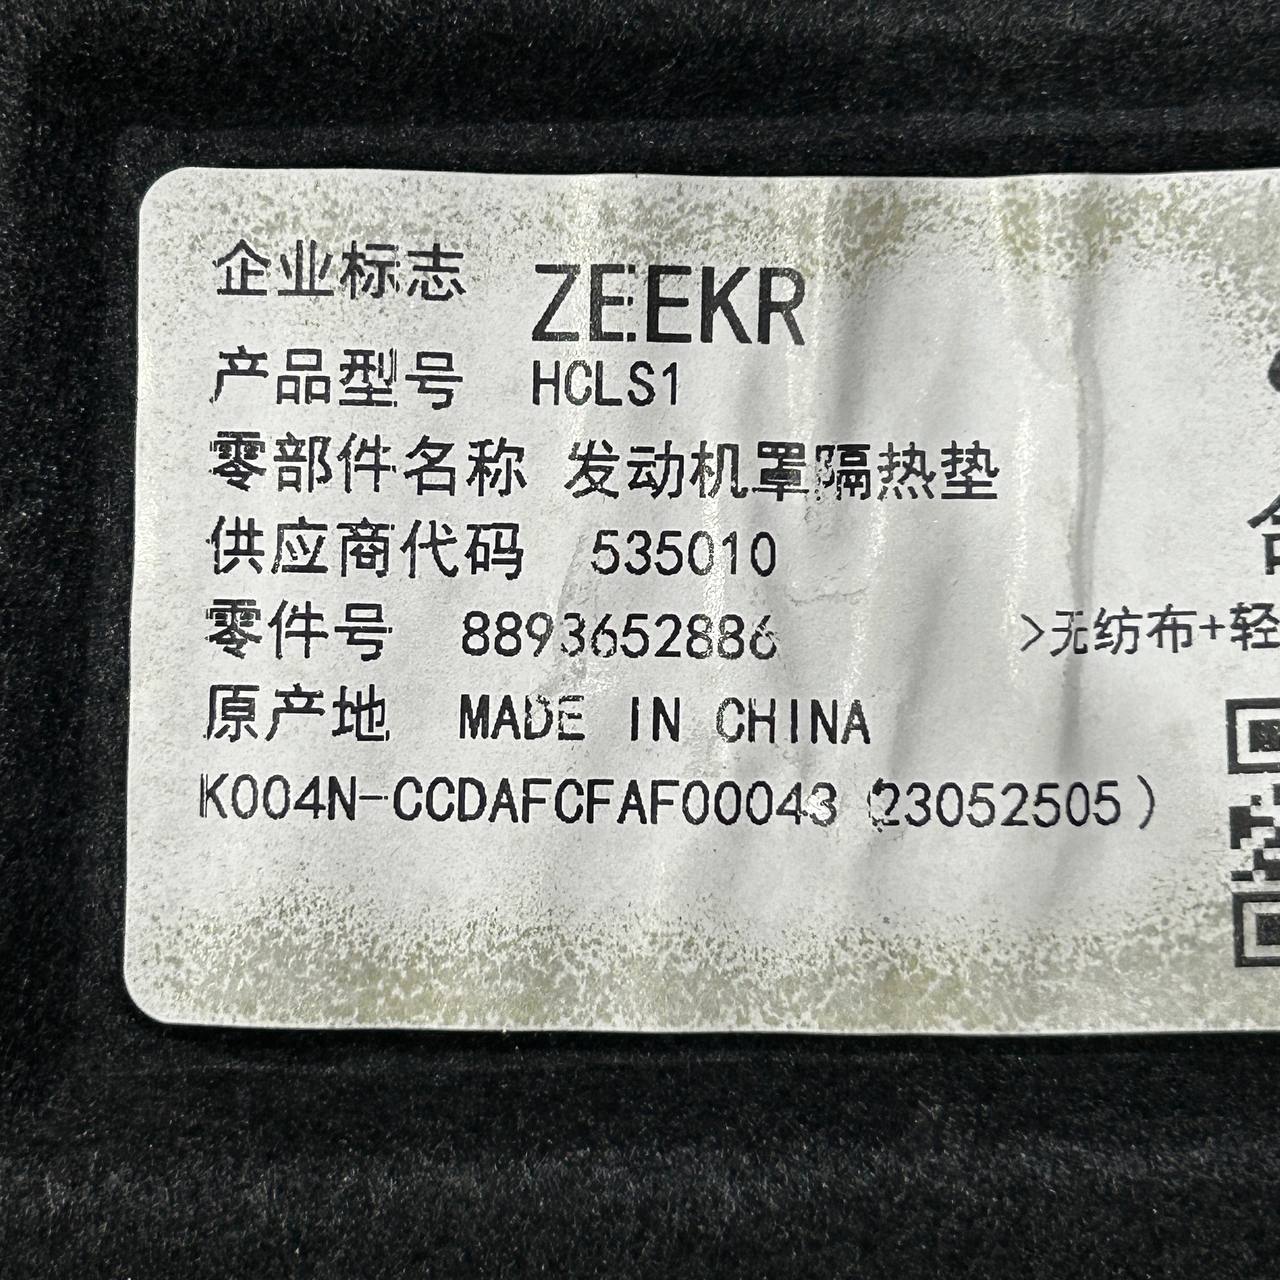 企业标志 ZEEKR
产品型号 HCLS1
零部件名称 发动机罩隔热垫
供应商代码 535010
零件号 8893652886 >无纺布+轻
原产地 MADE IN CHINA
K004N-CCDAFCFAF00043 (23052505)